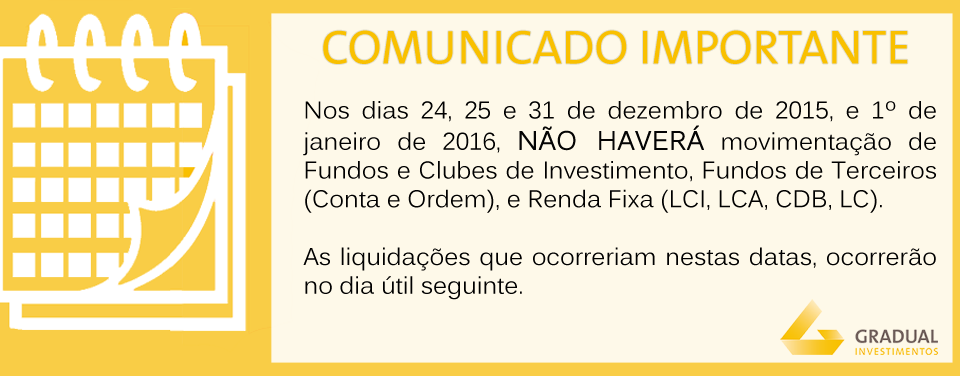 COMUNICADO IMPORTANTE
Nos dias 24, 25 e 31 de dezembro de 2015, e 1º de
janeiro de 2016, NÃO HAVERÁ movimentação de
Fundos e Clubes de Investimento, Fundos de Terceiros
(Conta e Ordem), e Renda Fixa (LCI, LCA, CDB, LC).
As liquidações que ocorreriam nestas datas, ocorrerão
no dia útil seguinte.
GRADUAL
INVESTIMENTOS